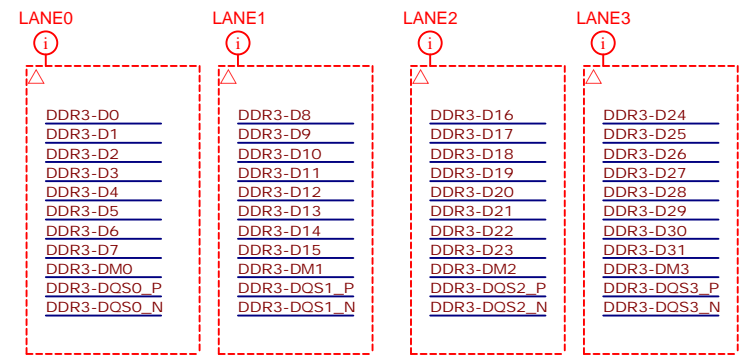 LANE0
i
DDR3-D0
DDR3-D1
DDR3-D2
DDR3-D3
DDR3-D4
DDR3-D5
DDR3-D6
DDR3-D7
DDR3-DM0
DDR3-DQS0_P
DDR3-DQS0_N
LANE1
i
DDR3-D8
DDR3-D9
DDR3-D10
DDR3-D11
DDR3-D12
DDR3-D13
DDR3-D14
DDR3-D15
DDR3-DM1
DDR3-DQS1_P
DDR3-DQS1_N
LANE2
i
DDR3-D16
DDR3-D17
DDR3-D18
DDR3-D19
DDR3-D20
DDR3-D21
DDR3-D22
DDR3-D23
DDR3-DM2
DDR3-DQS2_P
DDR3-DQS2_N
LANE3
i
DDR3-D24
DDR3-D25
DDR3-D26
DDR3-D27
DDR3-D28
DDR3-D29
DDR3-D30
DDR3-D31
DDR3-DM3
DDR3-DQS3_P
DDR3-DQS3_N